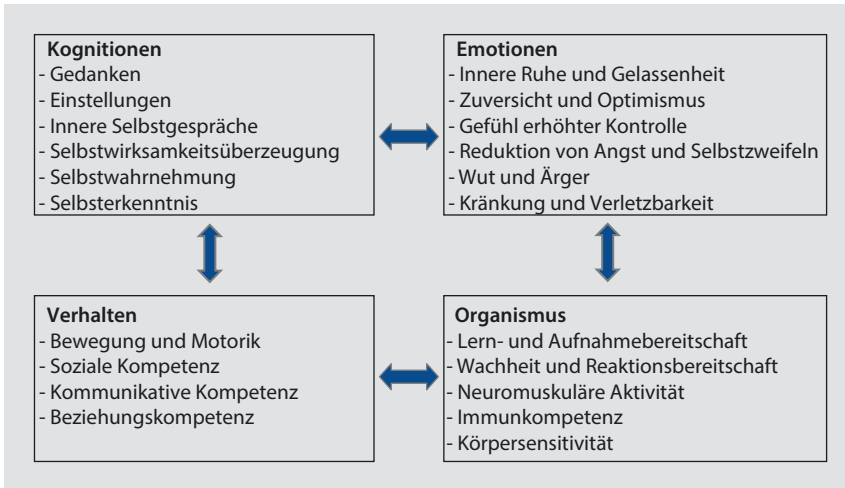 Kognitionen
- Gedanken
- Einstellungen
- Innere Selbstgespräche
- Selbstwirksamkeitsüberzeugung
- Selbstwahrnehmung
- Selbsterkenntnis
Emotionen
- Innere Ruhe und Gelassenheit
- Zuversicht und Optimismus
- Gefühl erhöhter Kontrolle
- Reduktion von Angst und Selbstzweifeln
- Wut und Ärger
- Kränkung und Verletzbarkeit
Verhalten
- Bewegung und Motorik
- Soziale Kompetenz
- Kommunikative Kompetenz
- Beziehungskompetenz
Organismus
- Lern- und Aufnahmebereitschaft
- Wachheit und Reaktionsbereitschaft
- Neuromuskuläre Aktivität
- Immunkompetenz
- Körpersensitivität